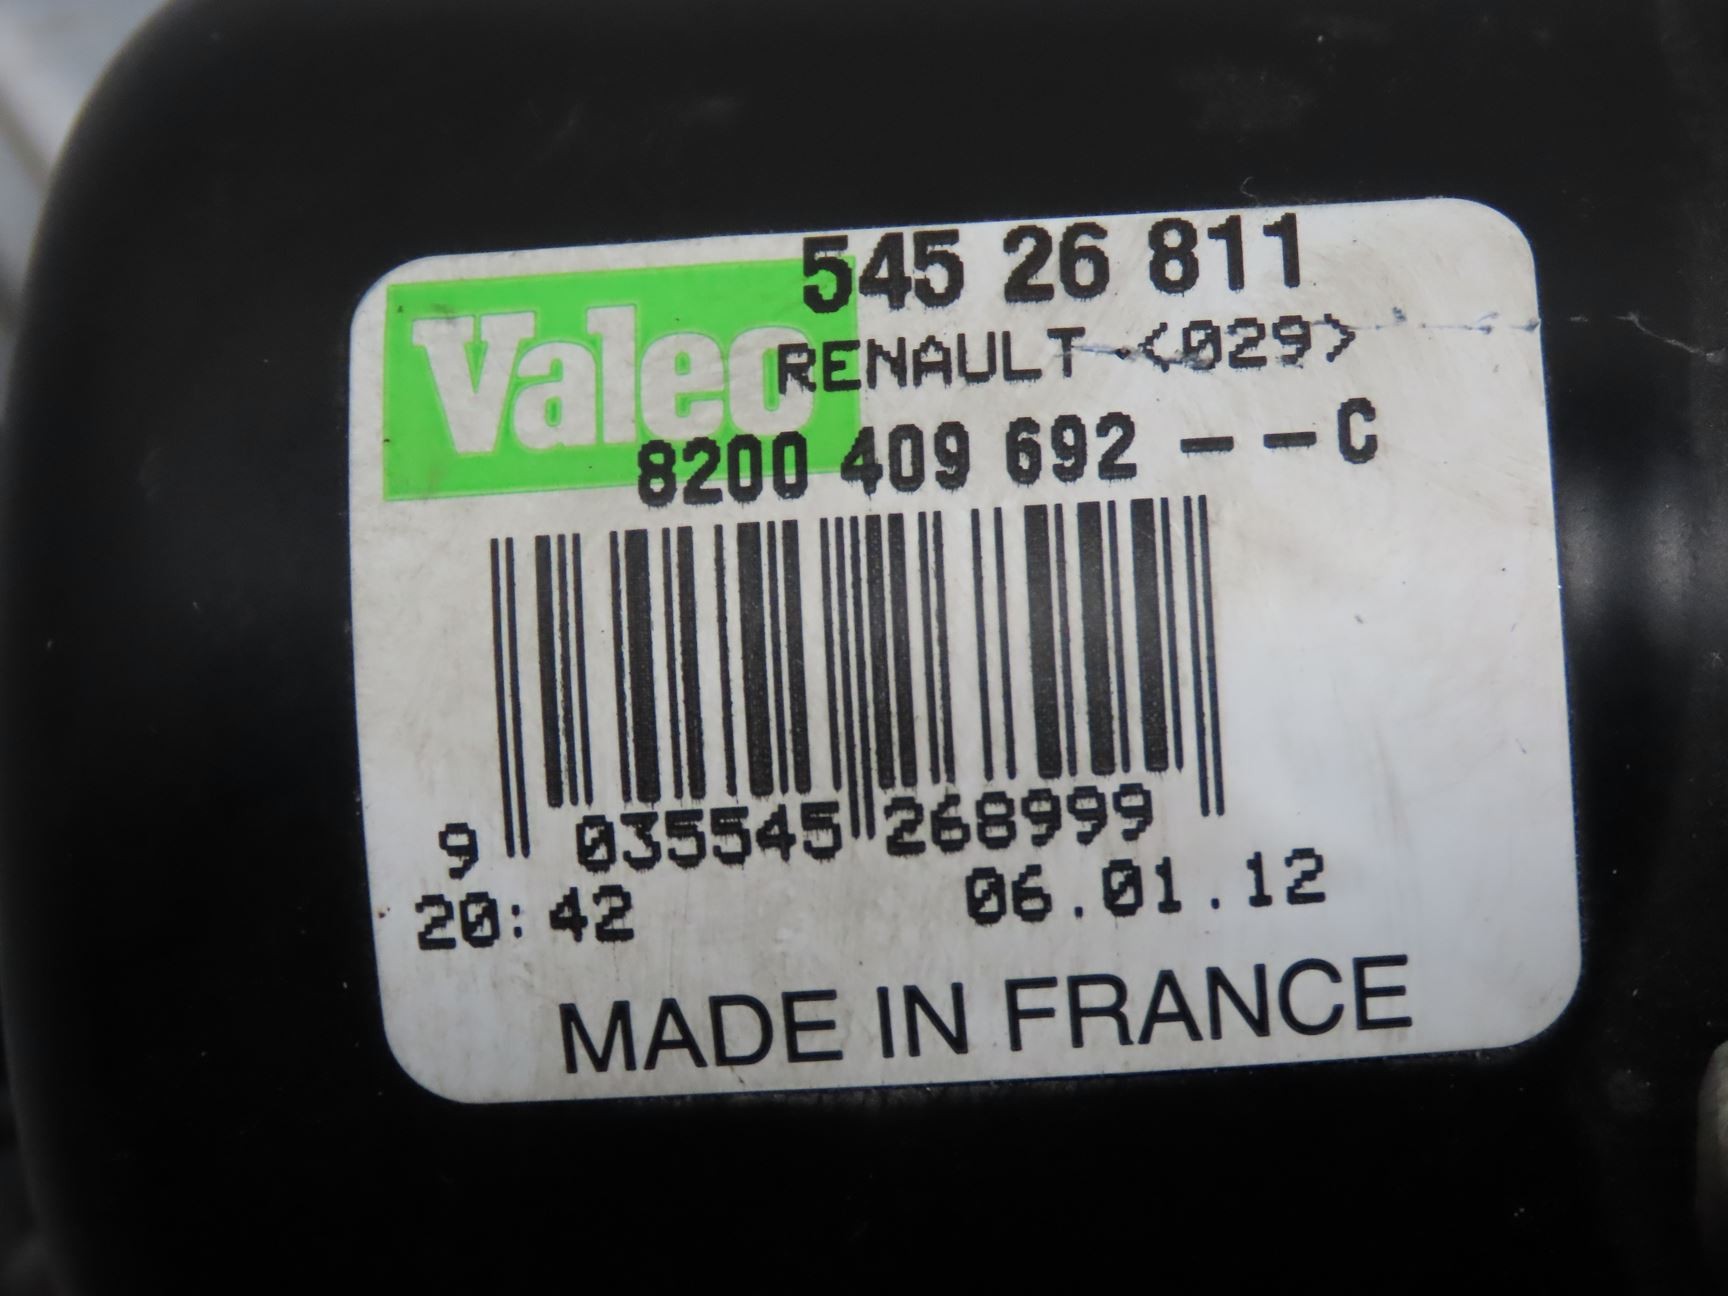 545 26 811
Valeo
RENAULT <029>
8200 409 692 -- C
9 035545 268999
20:42 06.01.12
MADE IN FRANCE